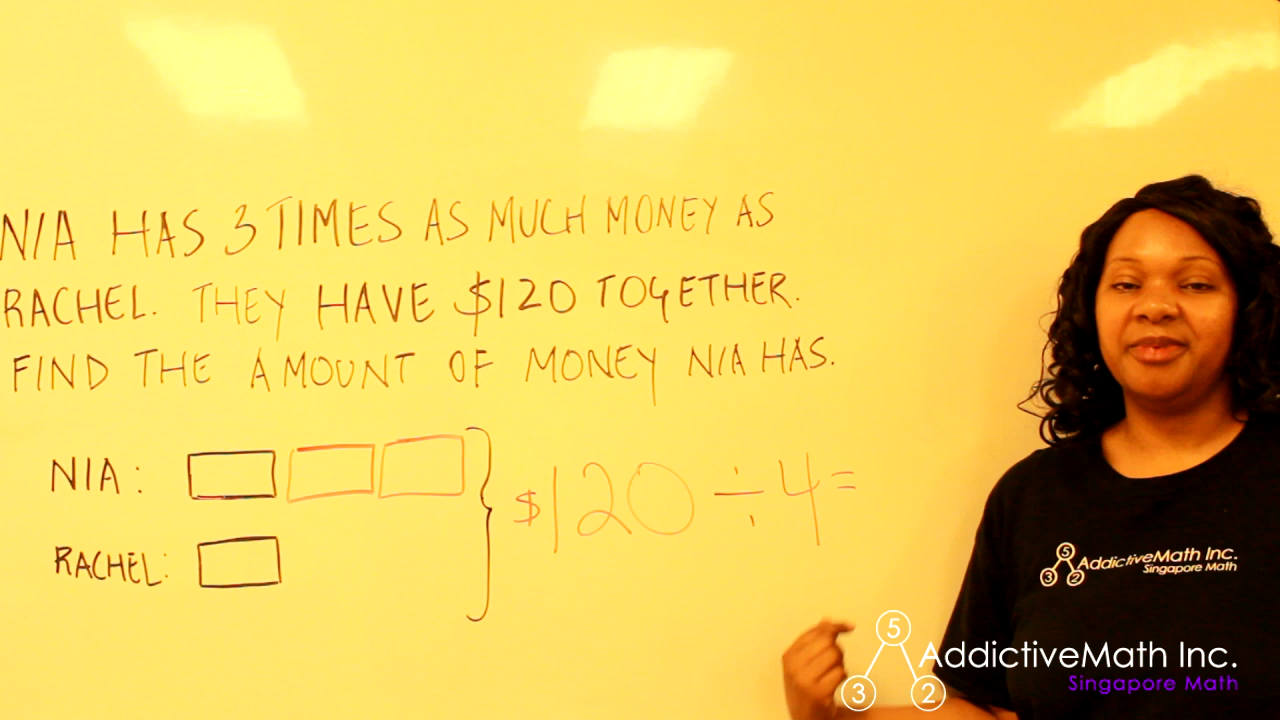 NIA HAS 3 TIMES AS MUCH MONEY AS
RACHEL. THEY HAVE $120 TOGETHER.
FIND THE AMOUNT OF MONEY NIA HAS.
NIA:
$120 ÷ 4 =
RACHEL:
5
3 2
AddictiveMath Inc.
Singapore Math
5
3 2
AddictiveMath Inc.
Singapore Math